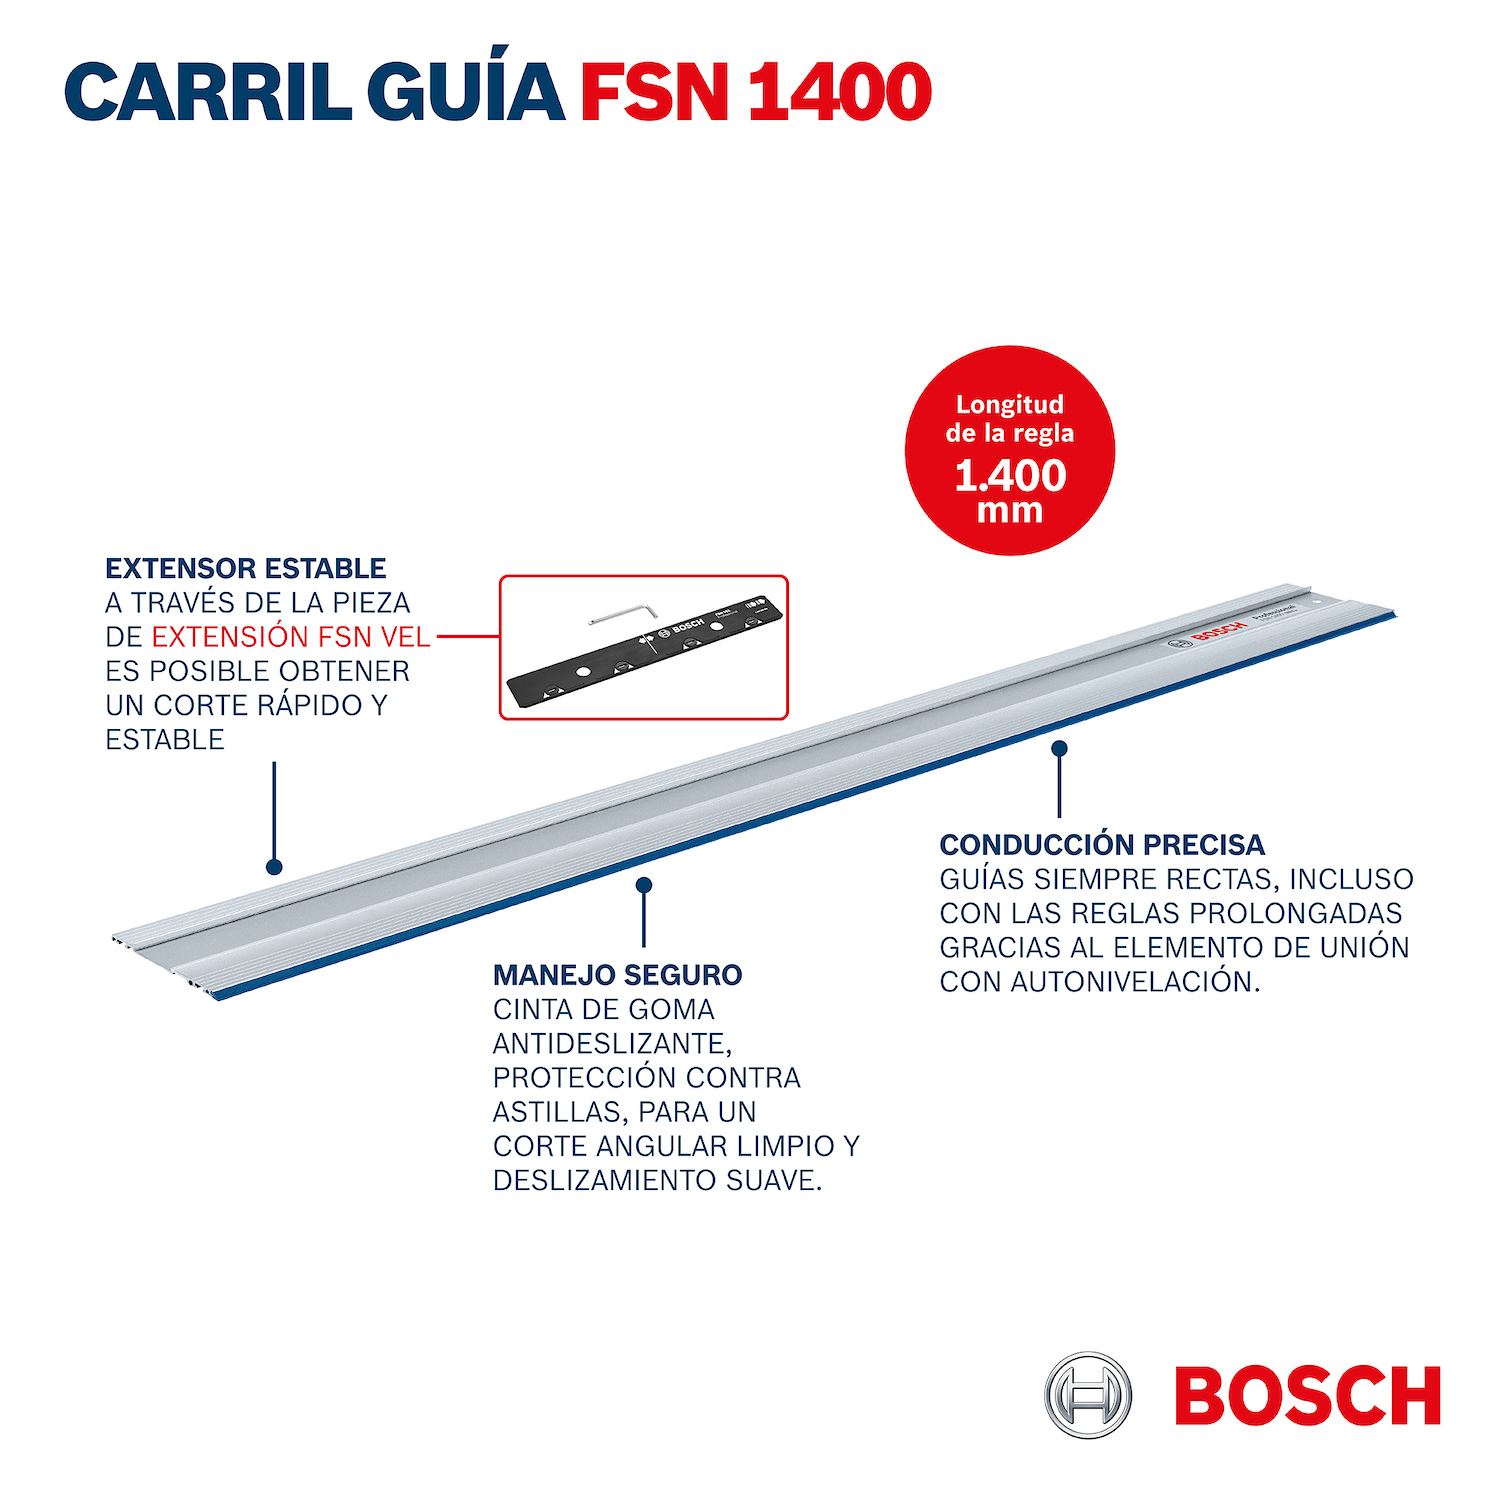 CARRIL GUÍA FSN 1400
Longitud
de la regla
1.400
mm
EXTENSOR ESTABLE
A TRAVÉS DE LA PIEZA
DE EXTENSIÓN FSN VEL
ES POSIBLE OBTENER
UN CORTE RÁPIDO Y
ESTABLE
BOSCH
BOSCH
Professional
CONDUCCIÓN PRECISA
GUÍAS SIEMPRE RECTAS, INCLUSO
CON LAS REGLAS PROLONGADAS
GRACIAS AL ELEMENTO DE UNIÓN
CON AUTONIVELACIÓN.
MANEJO SEGURO
CINTA DE GOMA
ANTIDESLIZANTE,
PROTECCIÓN CONTRA
ASTILLAS, PARA UN
CORTE ANGULAR LIMPIO Y
DESLIZAMIENTO SUAVE.
BOSCH